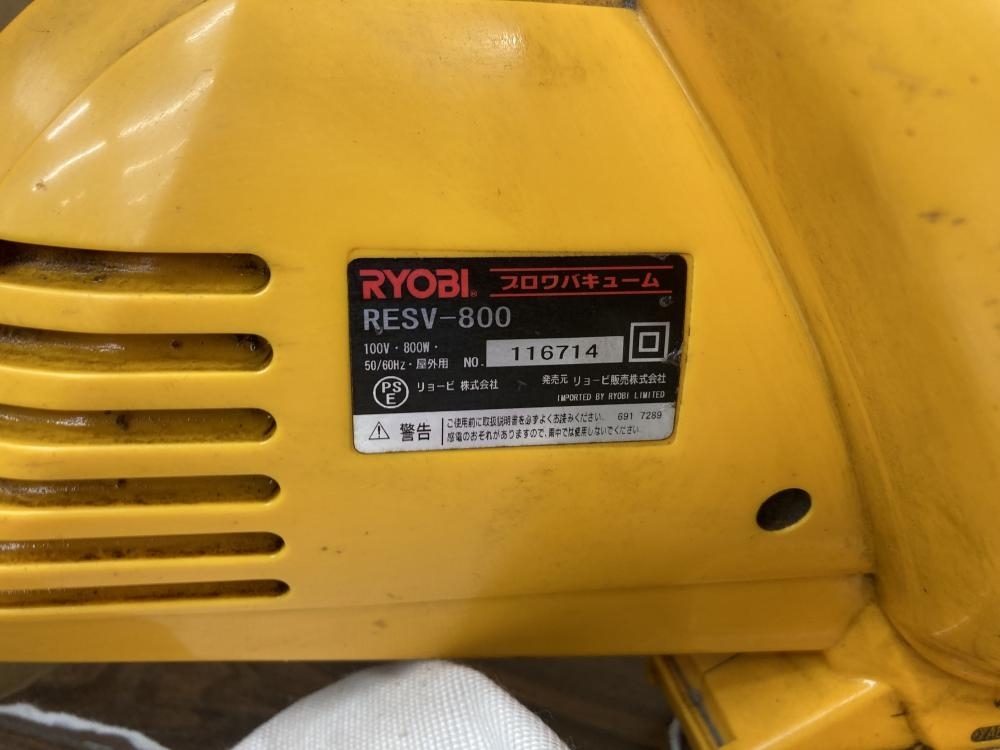 RYOBI® ブロワバキューム
RESV-800
100V・800W・
50/60Hz・屋外用 NO. 116714
PSE リョービ 株式会社 発売元 リョービ販売株式会社
IMPORTED BY RYOBI LIMITED
警告 ご使用前に取扱説明書を必ずよくお読みください。 691 7289
感電のおそれがありますので、雨中では使用しないでください。